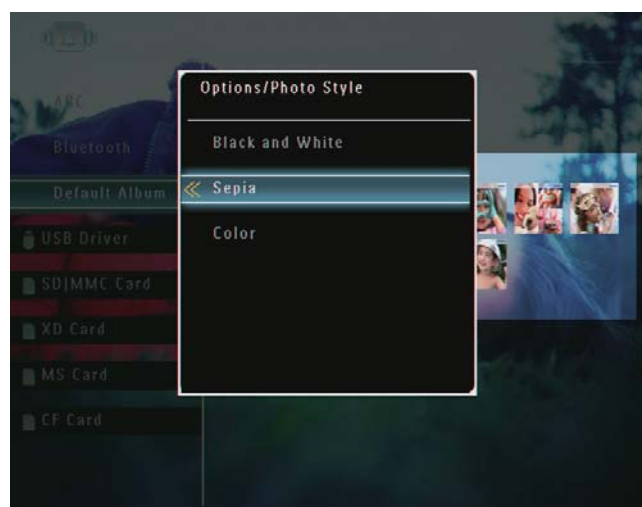 ABC
Bluetooth
Default Album
USB Driver
SD|MMC Card
XD Card
MS Card
CF Card
Options/Photo Style
Black and White
Sepia
Color